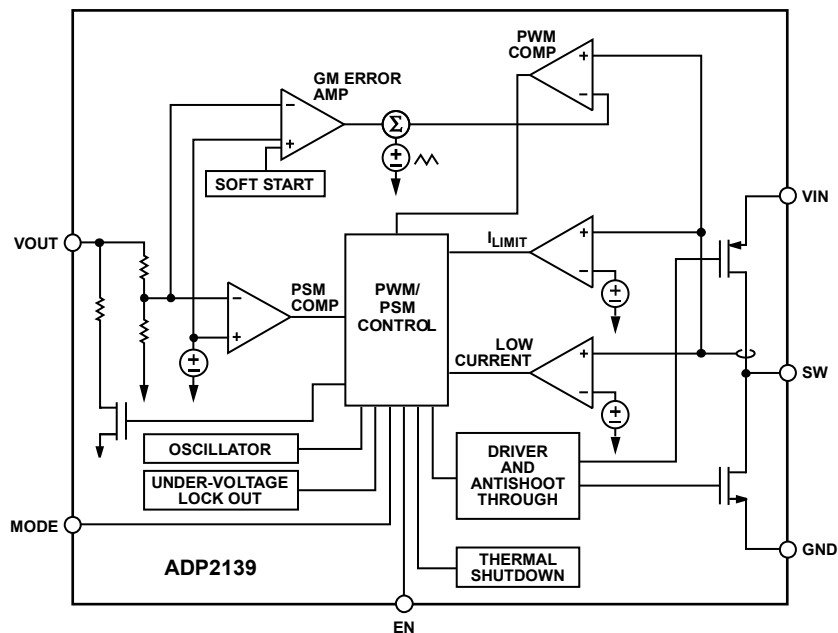 PWM
COMP
GM ERROR
AMP
Σ
SOFT START
VIN
VOUT
PSM
COMP
PWM/
PSM
CONTROL
ILIMIT
LOW
CURRENT
SW
OSCILLATOR
UNDER-VOLTAGE
LOCK OUT
DRIVER
AND
ANTISHOOT
THROUGH
MODE
GND
ADP2139
THERMAL
SHUTDOWN
EN